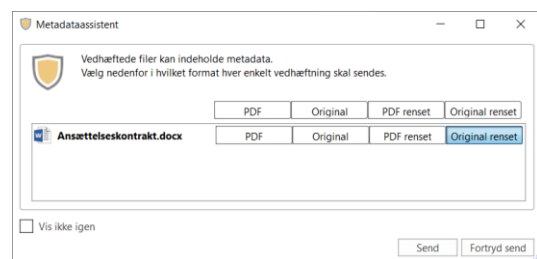 Metadataassistent
Vedhæftede filer kan indeholde metadata.
Vælg nedenfor i hvilket format hver enkelt vedhæftning skal sendes.
PDF Original PDF renset Original renset
Ansættelseskontrakt.docx PDF Original PDF renset Original renset
Vis ikke igen
Send Fortryd send